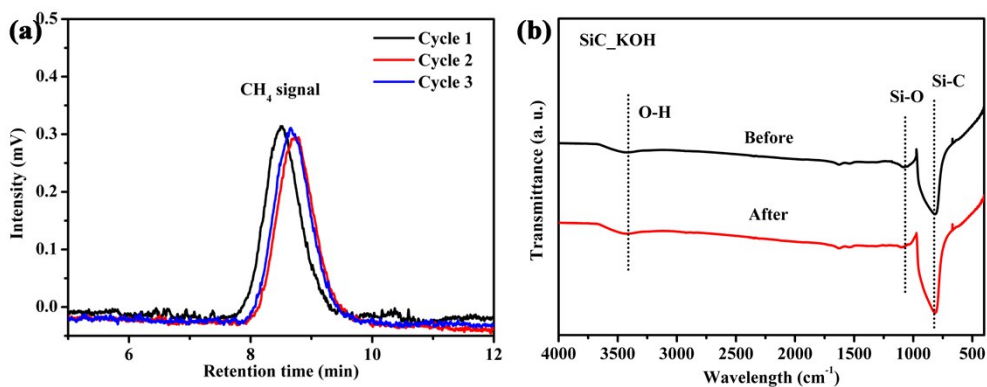 (a)
0.5
0.4
0.3
0.2
0.1
0.0
Intensity (mV)
Cycle 1
Cycle 2
Cycle 3
CH₄ signal
6 8 10 12
Retention time (min)
(b)
SiC_KOH
O-H
Si-O
Si-C
Before
After
Transmittance (a. u.)
4000 3500 3000 2500 2000 1500 1000 500
Wavelength (cm⁻¹)